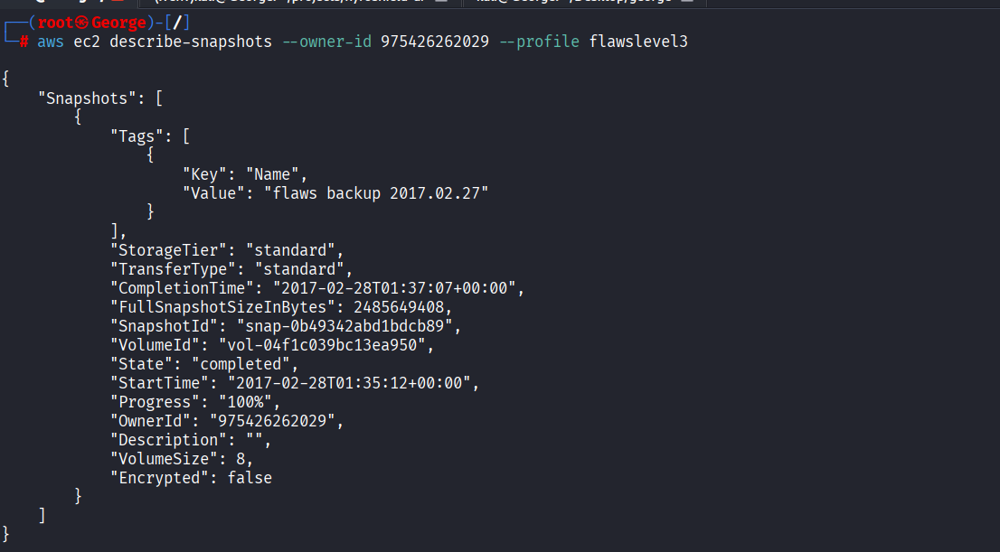 ┌──(root㉿George)-[/]
└─# aws ec2 describe-snapshots --owner-id 975426262029 --profile flawslevel3
{
    "Snapshots": [
        {
            "Tags": [
                {
                    "Key": "Name",
                    "Value": "flaws backup 2017.02.27"
                }
            ],
            "StorageTier": "standard",
            "TransferType": "standard",
            "CompletionTime": "2017-02-28T01:37:07+00:00",
            "FullSnapshotSizeInBytes": 2485649408,
            "SnapshotId": "snap-0b49342abd1bdcb89",
            "VolumeId": "vol-04f1c039bc13ea950",
            "State": "completed",
            "StartTime": "2017-02-28T01:35:12+00:00",
            "Progress": "100%",
            "OwnerId": "975426262029",
            "Description": "",
            "VolumeSize": 8,
            "Encrypted": false
        }
    ]
}